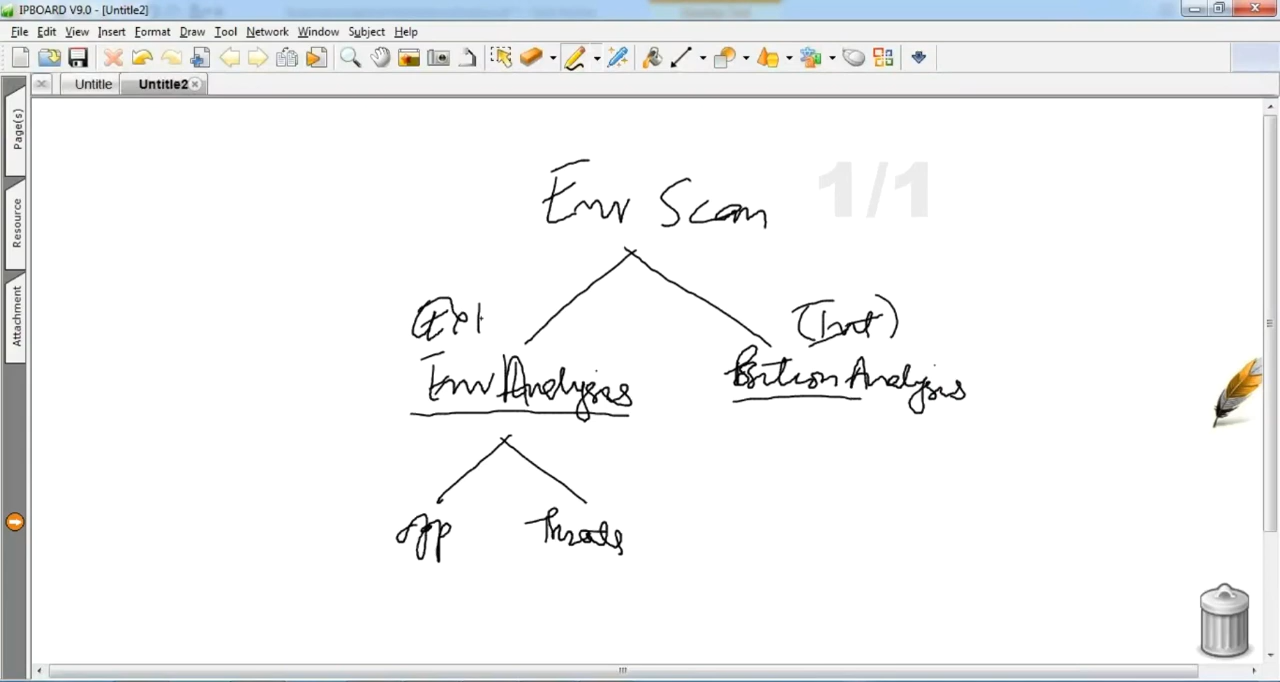 IPBOARD V9.0 - [Untitle2]
File Edit View Insert Format Draw Tool Network Window Subject Help
Untitle Untitle2
Page(s)
Resource
Attachment
1/1
Env Scan
(Ext
(Int)
Env Analysis
Position Analysis
Opp
Threats